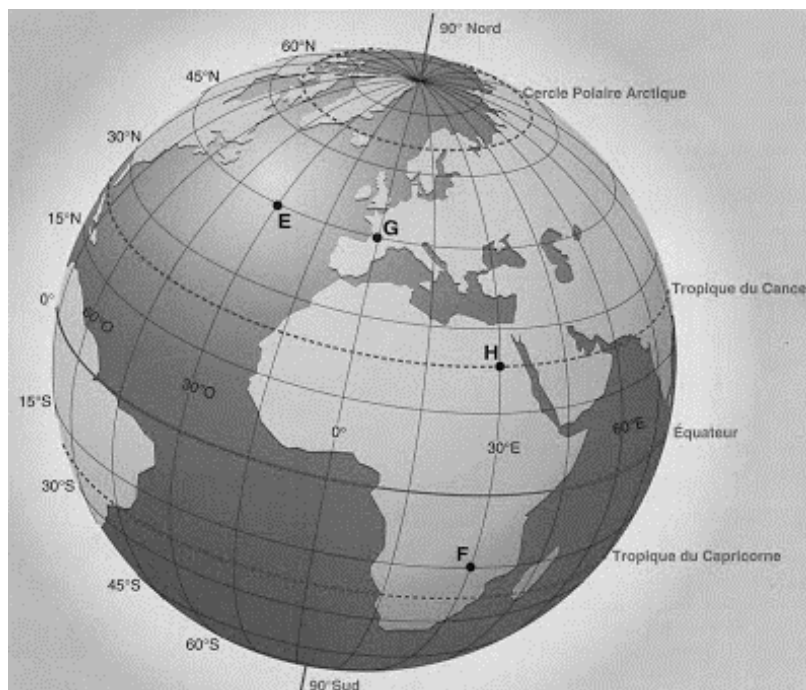 90° Nord
60°N
45°N
Cercle Polaire Arctique
30°N
15°N
E
G
0°
60°O
Tropique du Cance
H
30°O
15°S
0°
30°E
60°E
Équateur
30°S
F
Tropique du Capricorne
45°S
60°S
90°Sud